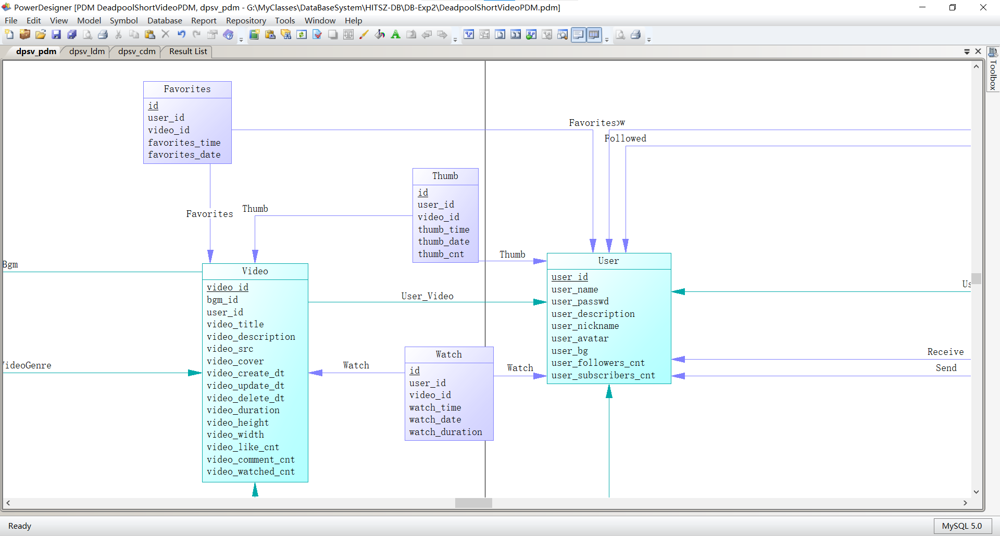 PowerDesigner [PDM DeadpoolShortVideoPDM, dpsv_pdm - G:\MyClasses\DataBaseSystem\HITSZ-DB\DB-Exp2\DeadpoolShortVideoPDM.pdm]
File Edit View Model Symbol Database Report Repository Tools Window Help
dpsv_pdm dpsv_ldm dpsv_cdm Result List
Toolbox
Favorites
id
user_id
video_id
favorites_time
favorites_date
Favorites
Followed
Thumb
id
user_id
video_id
thumb_time
thumb_date
thumb_cnt
Favorites
Thumb
Thumb
Bgm
Video
video_id
bgm_id
user_id
video_title
video_description
video_src
video_cover
video_create_dt
video_update_dt
video_delete_dt
video_duration
video_height
video_width
video_like_cnt
video_comment_cnt
video_watched_cnt
User_Video
User
user_id
user_name
user_passwd
user_description
user_nickname
user_avatar
user_bg
user_followers_cnt
user_subscribers_cnt
Watch
Watch
id
user_id
video_id
watch_time
watch_date
watch_duration
Watch
Receive
Send
Ready
MySQL 5.0